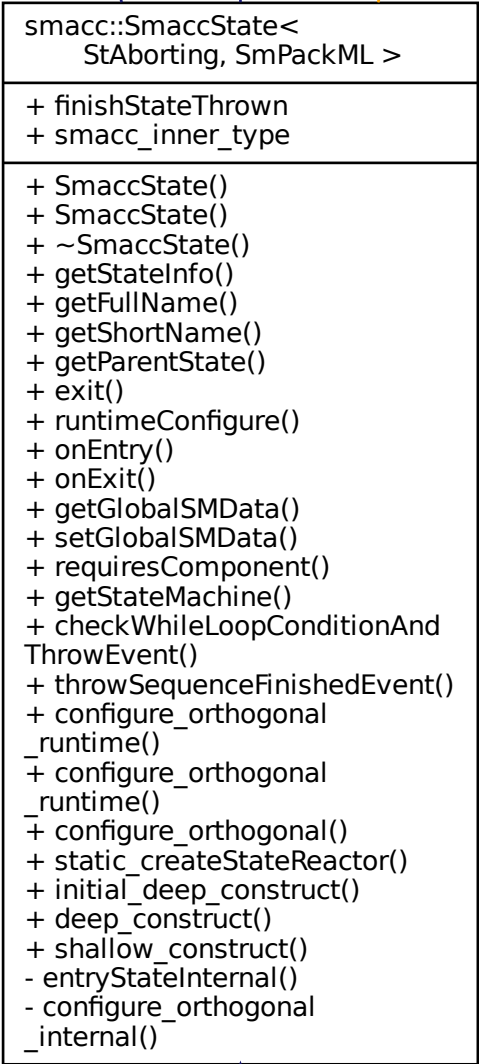 smacc::SmaccState<
StAborting, SmPackML >
+ finishStateThrown
+ smacc_inner_type
+ SmaccState()
+ SmaccState()
+ ~SmaccState()
+ getStateInfo()
+ getFullName()
+ getShortName()
+ getParentState()
+ exit()
+ runtimeConfigure()
+ onEntry()
+ onExit()
+ getGlobalSMData()
+ setGlobalSMData()
+ requiresComponent()
+ getStateMachine()
+ checkWhileLoopConditionAnd
ThrowEvent()
+ throwSequenceFinishedEvent()
+ configure_orthogonal
_runtime()
+ configure_orthogonal
_runtime()
+ configure_orthogonal()
+ static_createStateReactor()
+ initial_deep_construct()
+ deep_construct()
+ shallow_construct()
- entryStateInternal()
- configure_orthogonal
_internal()